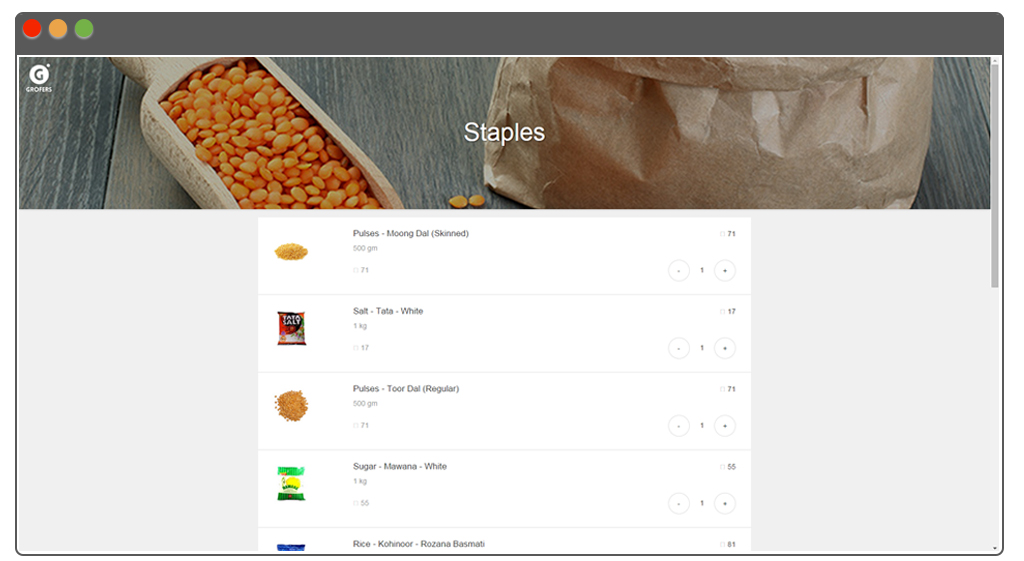 G
GROFERS
Staples
Pulses - Moong Dal (Skinned)
□ 71
500 gm
□ 71
- 1 +
Salt - Tata - White
□ 17
TATA
SALT
1 kg
□ 17
- 1 +
Pulses - Toor Dal (Regular)
□ 71
500 gm
□ 71
- 1 +
Sugar - Mawana - White
□ 55
1 kg
□ 55
- 1 +
Rice - Kohinoor - Rozana Basmati
□ 81